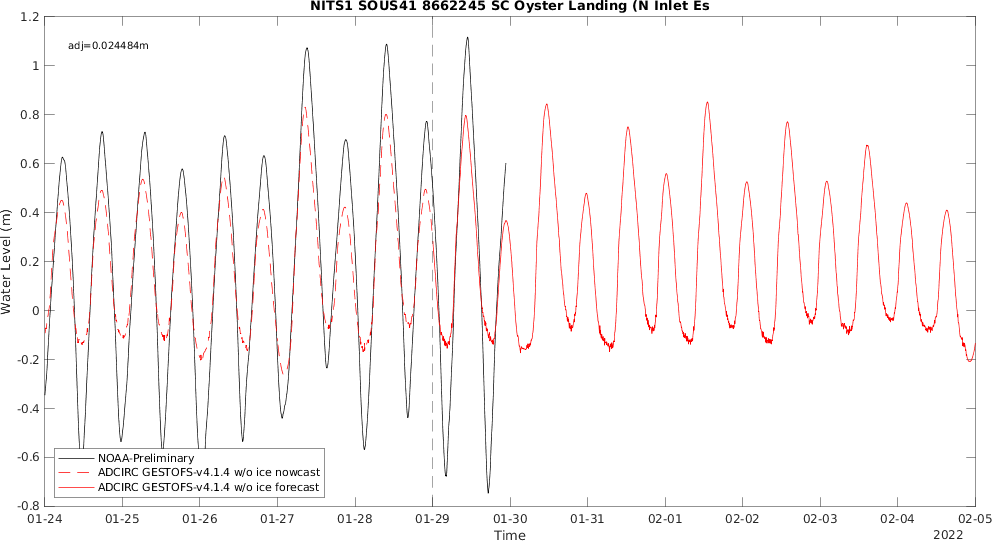 NITS1 SOUS41 8662245 SC Oyster Landing (N Inlet Es
adj=0.024484m
Water Level (m)
1.2
1
0.8
0.6
0.4
0.2
0
-0.2
-0.4
-0.6
-0.8
NOAA-Preliminary
ADCIRC GESTOFS-v4.1.4 w/o ice nowcast
ADCIRC GESTOFS-v4.1.4 w/o ice forecast
01-24 01-25 01-26 01-27 01-28 01-29 01-30 01-31 02-01 02-02 02-03 02-04 02-05
Time
2022